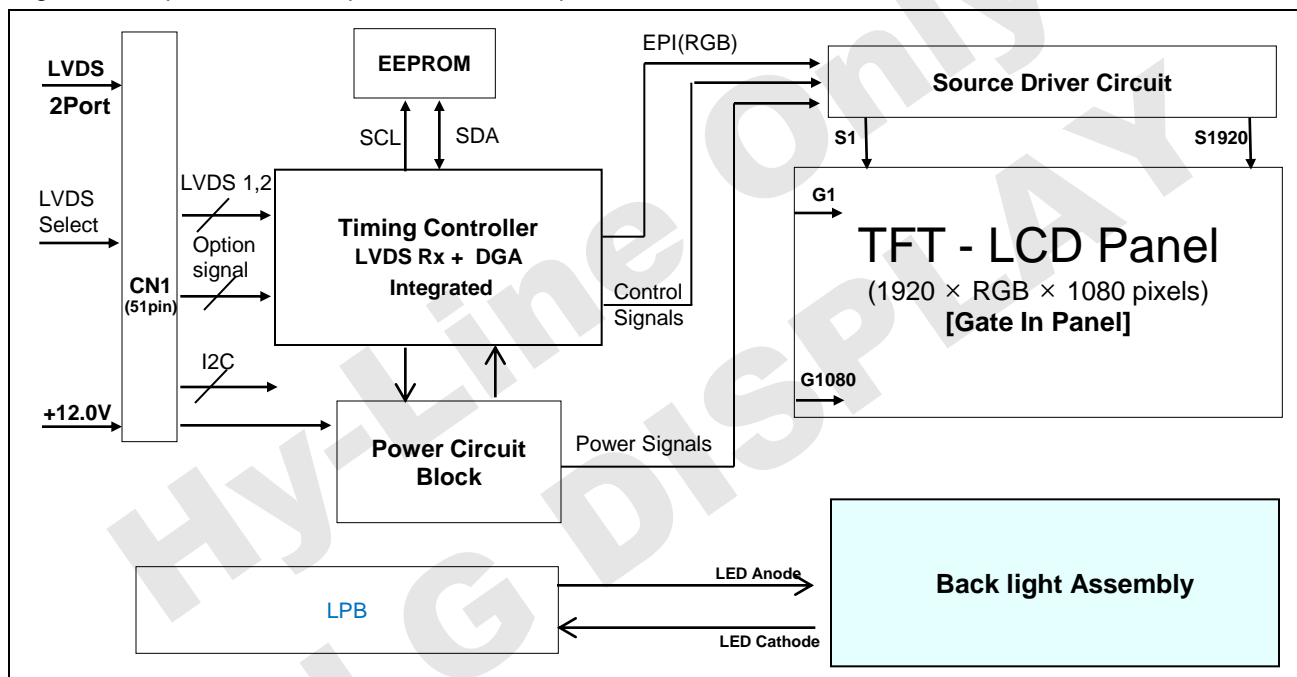 LVDS
2Port
LVDS
Select
+12.0V
CN1
(51pin)
LVDS 1,2
Option
signal
I2C
EEPROM
SCL
SDA
Timing Controller
LVDS Rx + DGA
Integrated
Power Circuit
Block
EPI(RGB)
Control
Signals
Power Signals
Source Driver Circuit
S1
S1920
G1
TFT - LCD Panel
(1920 × RGB × 1080 pixels)
[Gate In Panel]
G1080
LPB
LED Anode
LED Cathode
Back light Assembly
Hy-Line Only
LG DISPLAY